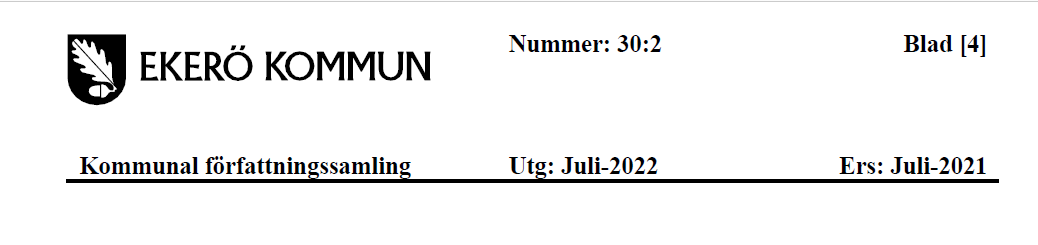 Nummer: 30:2 Blad [4]
EKERÖ KOMMUN
Kommunal författningssamling Utg: Juli-2022 Ers: Juli-2021